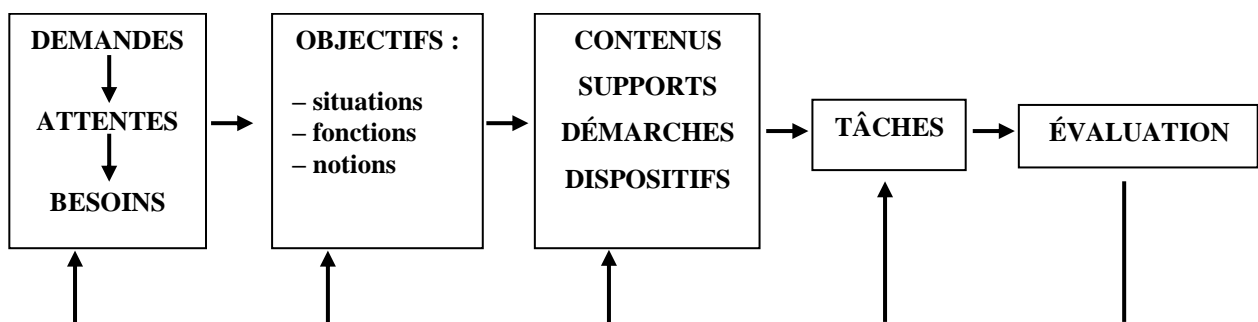 DEMANDES
ATTENTES
BESOINS
OBJECTIFS :
– situations
– fonctions
– notions
CONTENUS
SUPPORTS
DÉMARCHES
DISPOSITIFS
TÂCHES
ÉVALUATION